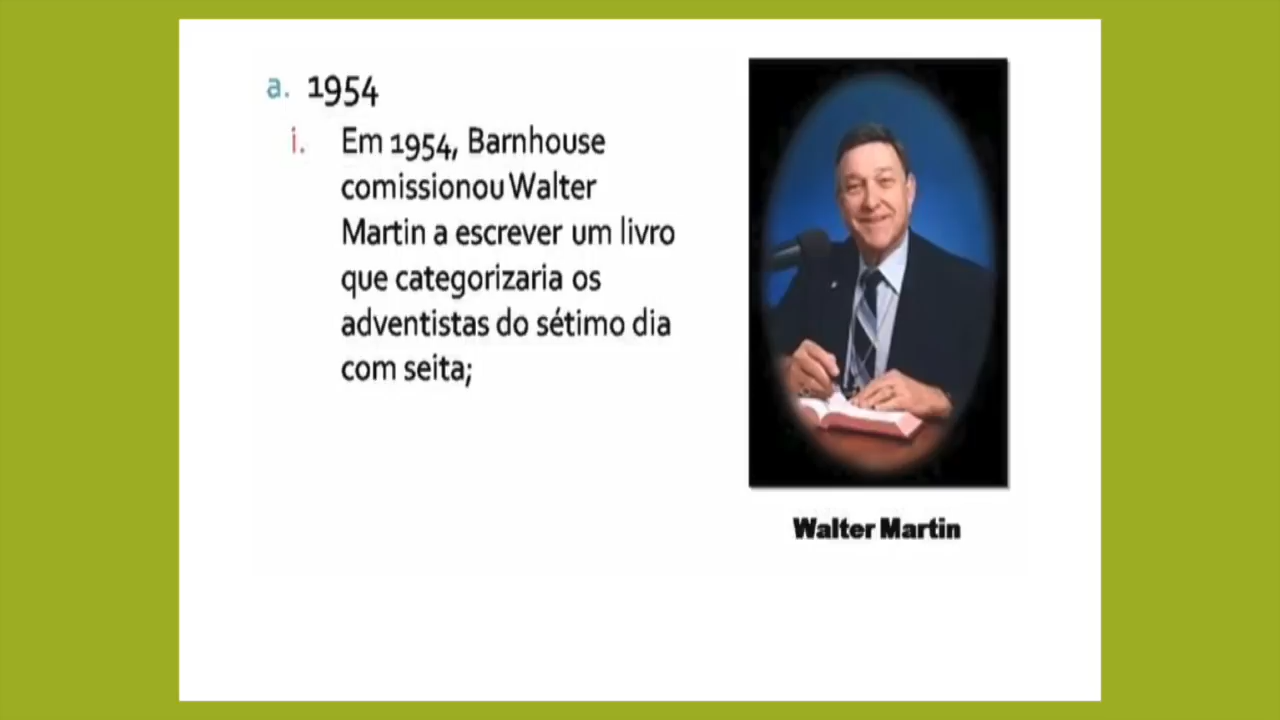 a. 1954
i. Em 1954, Barnhouse
comissionou Walter
Martin a escrever um livro
que categorizaria os
adventistas do sétimo dia
com seita;
Walter Martin